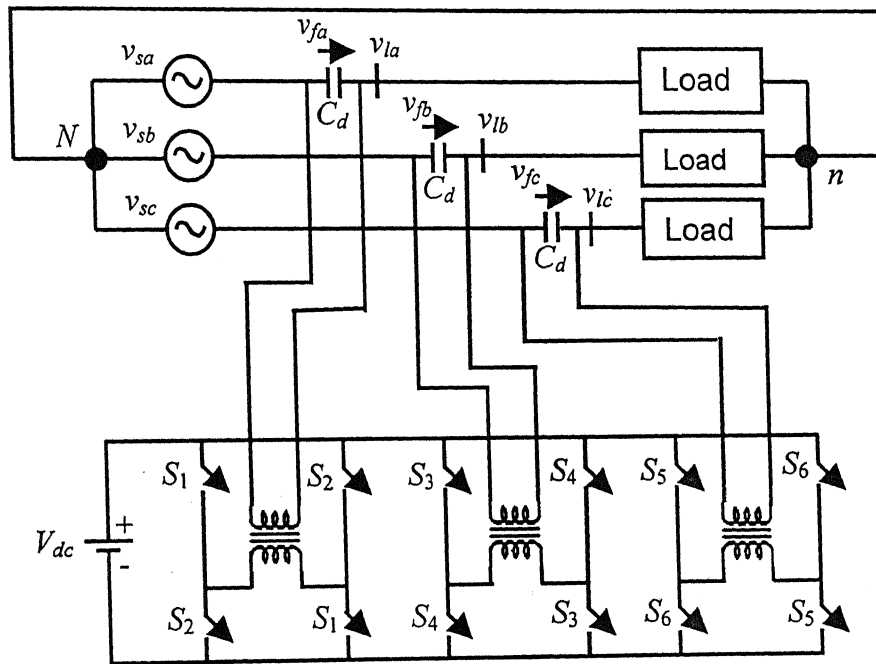 v_fa
v_la
v_sa
Load
C_d
v_fb
v_lb
N
v_sb
Load
C_d
v_fc
v_lc
n
v_sc
Load
C_d
S_1 S_2 S_3 S_4 S_5 S_6
V_dc
+
-
S_2 S_1 S_4 S_3 S_6 S_5